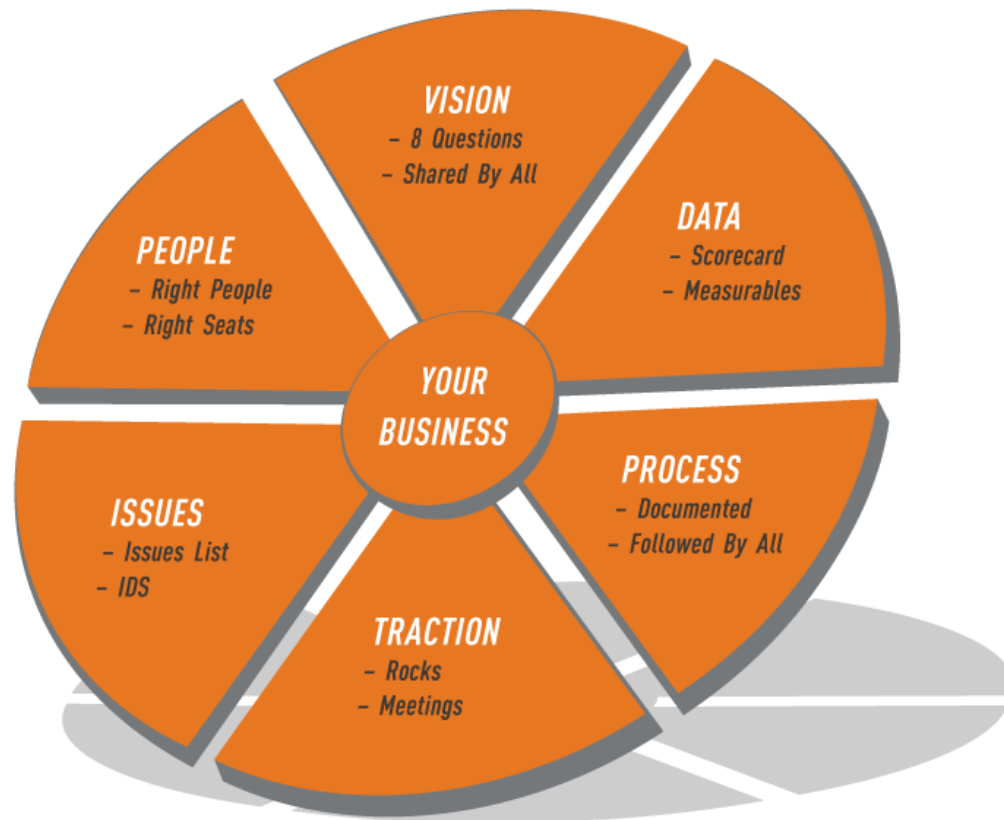 VISION
– 8 Questions
– Shared By All
DATA
– Scorecard
– Measurables
PEOPLE
– Right People
– Right Seats
YOUR
BUSINESS
PROCESS
– Documented
– Followed By All
ISSUES
– Issues List
– IDS
TRACTION
– Rocks
– Meetings